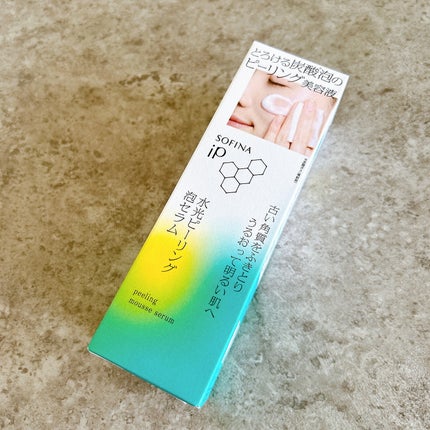 とろける炭酸泡の
ピーリング美容液
SOFINA
iP
古い角質をふきとり
うるおって明るい肌へ
水光ピーリング
泡セラム
peeling
mousse serum